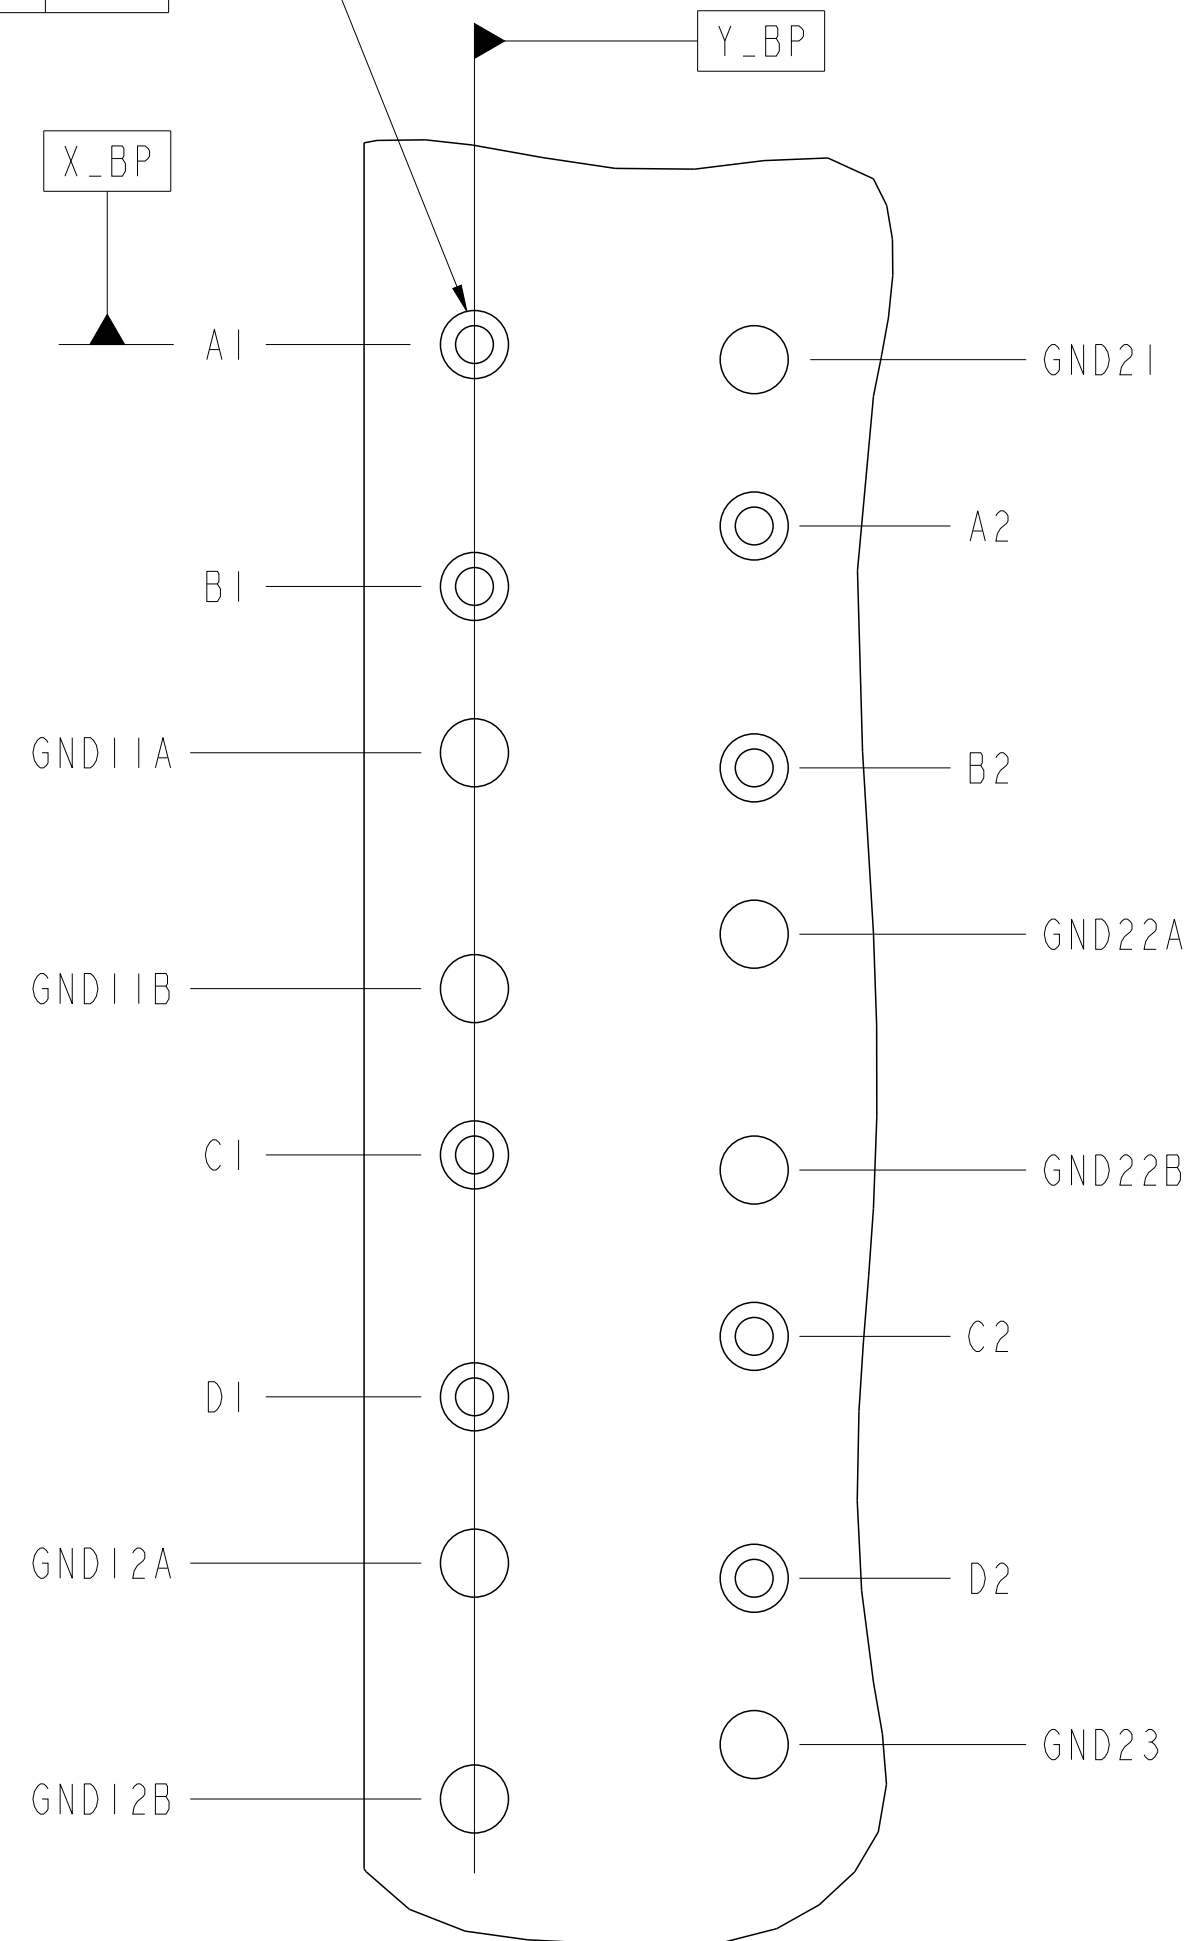 Y_BP
X_BP
A1
GND21
A2
B1
GND11A
B2
GND22A
GND11B
C1
GND22B
C2
D1
GND12A
D2
GND23
GND12B